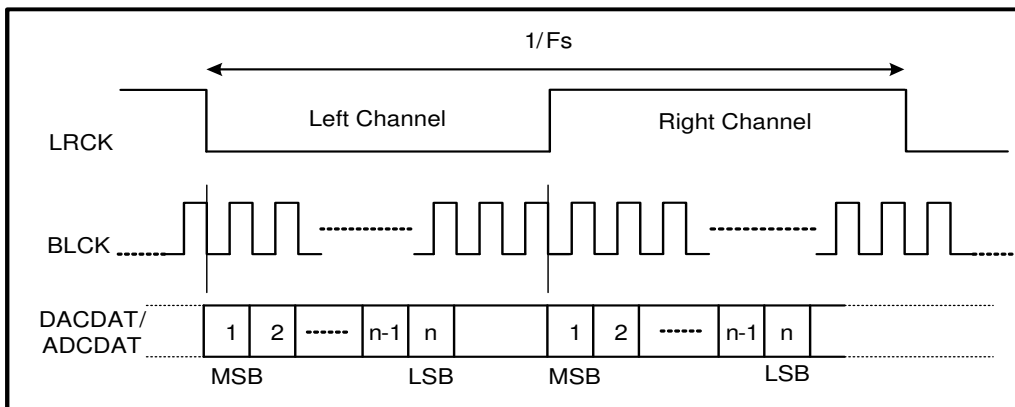 1/Fs
Left Channel
Right Channel
LRCK
BLCK
DACDAT/
ADCDAT
1 2 n-1 n 1 2 n-1 n
MSB LSB MSB LSB